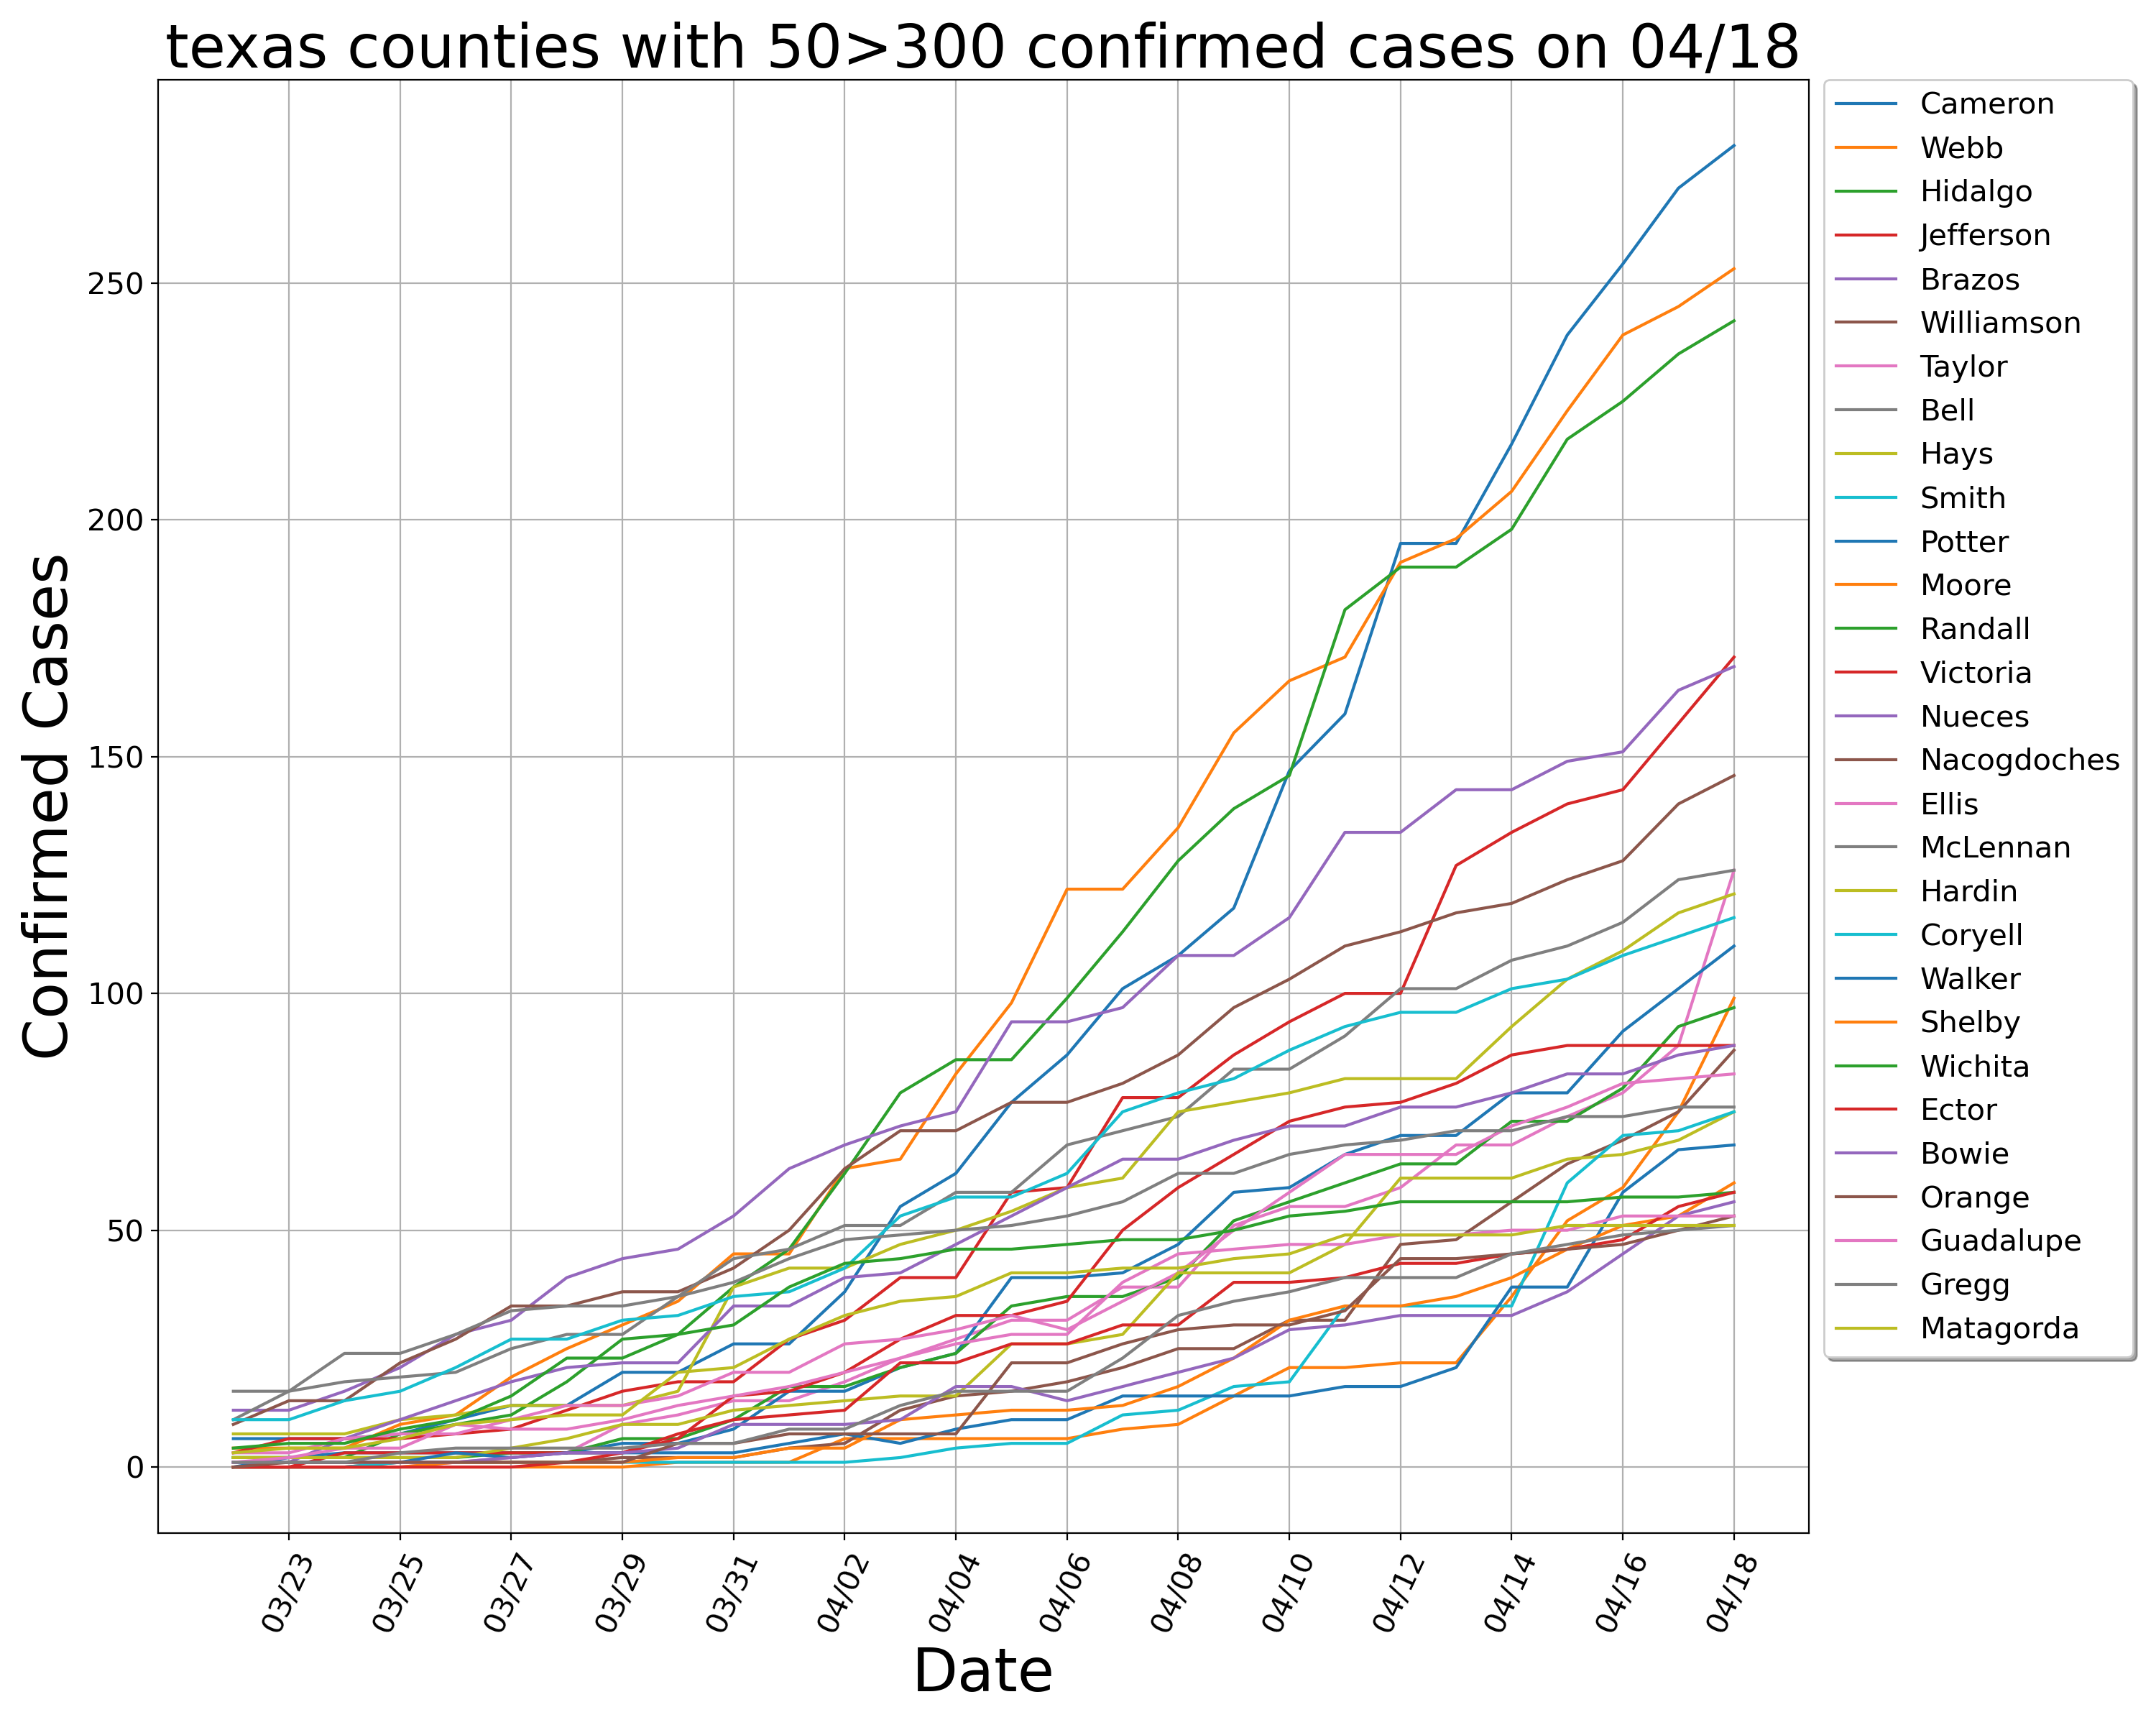 texas counties with 50>300 confirmed cases on 04/18
Confirmed Cases
250
200
150
100
50
0
03/23
03/25
03/27
03/29
03/31
04/02
04/04
04/06
04/08
04/10
04/12
04/14
04/16
04/18
Date
Cameron
Webb
Hidalgo
Jefferson
Brazos
Williamson
Taylor
Bell
Hays
Smith
Potter
Moore
Randall
Victoria
Nueces
Nacogdoches
Ellis
McLennan
Hardin
Coryell
Walker
Shelby
Wichita
Ector
Bowie
Orange
Guadalupe
Gregg
Matagorda